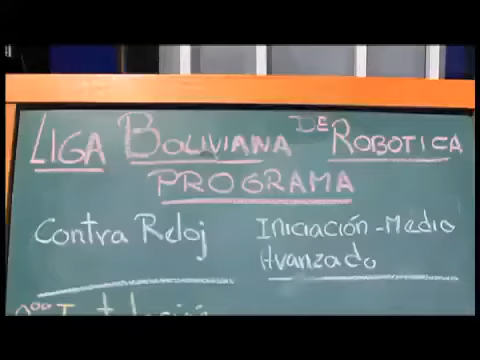 LIGA BOLIVIANA DE ROBOTICA
PROGRAMA
Contra Reloj
Iniciación - Medio
Avanzado